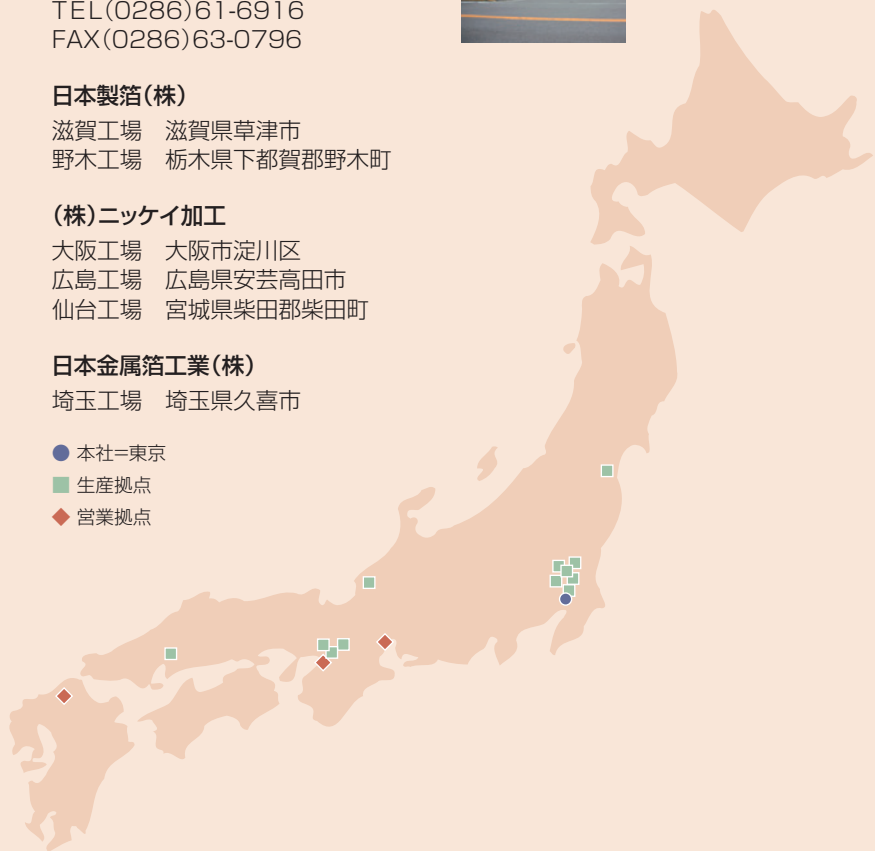 TEL(0286)61-6916
FAX(0286)63-0796
日本製箔(株)
滋賀工場　滋賀県草津市
野木工場　栃木県下都賀郡野木町
(株)ニッケイ加工
大阪工場　大阪市淀川区
広島工場　広島県安芸高田市
仙台工場　宮城県柴田郡柴田町
日本金属箔工業(株)
埼玉工場　埼玉県久喜市
本社=東京
生産拠点
営業拠点